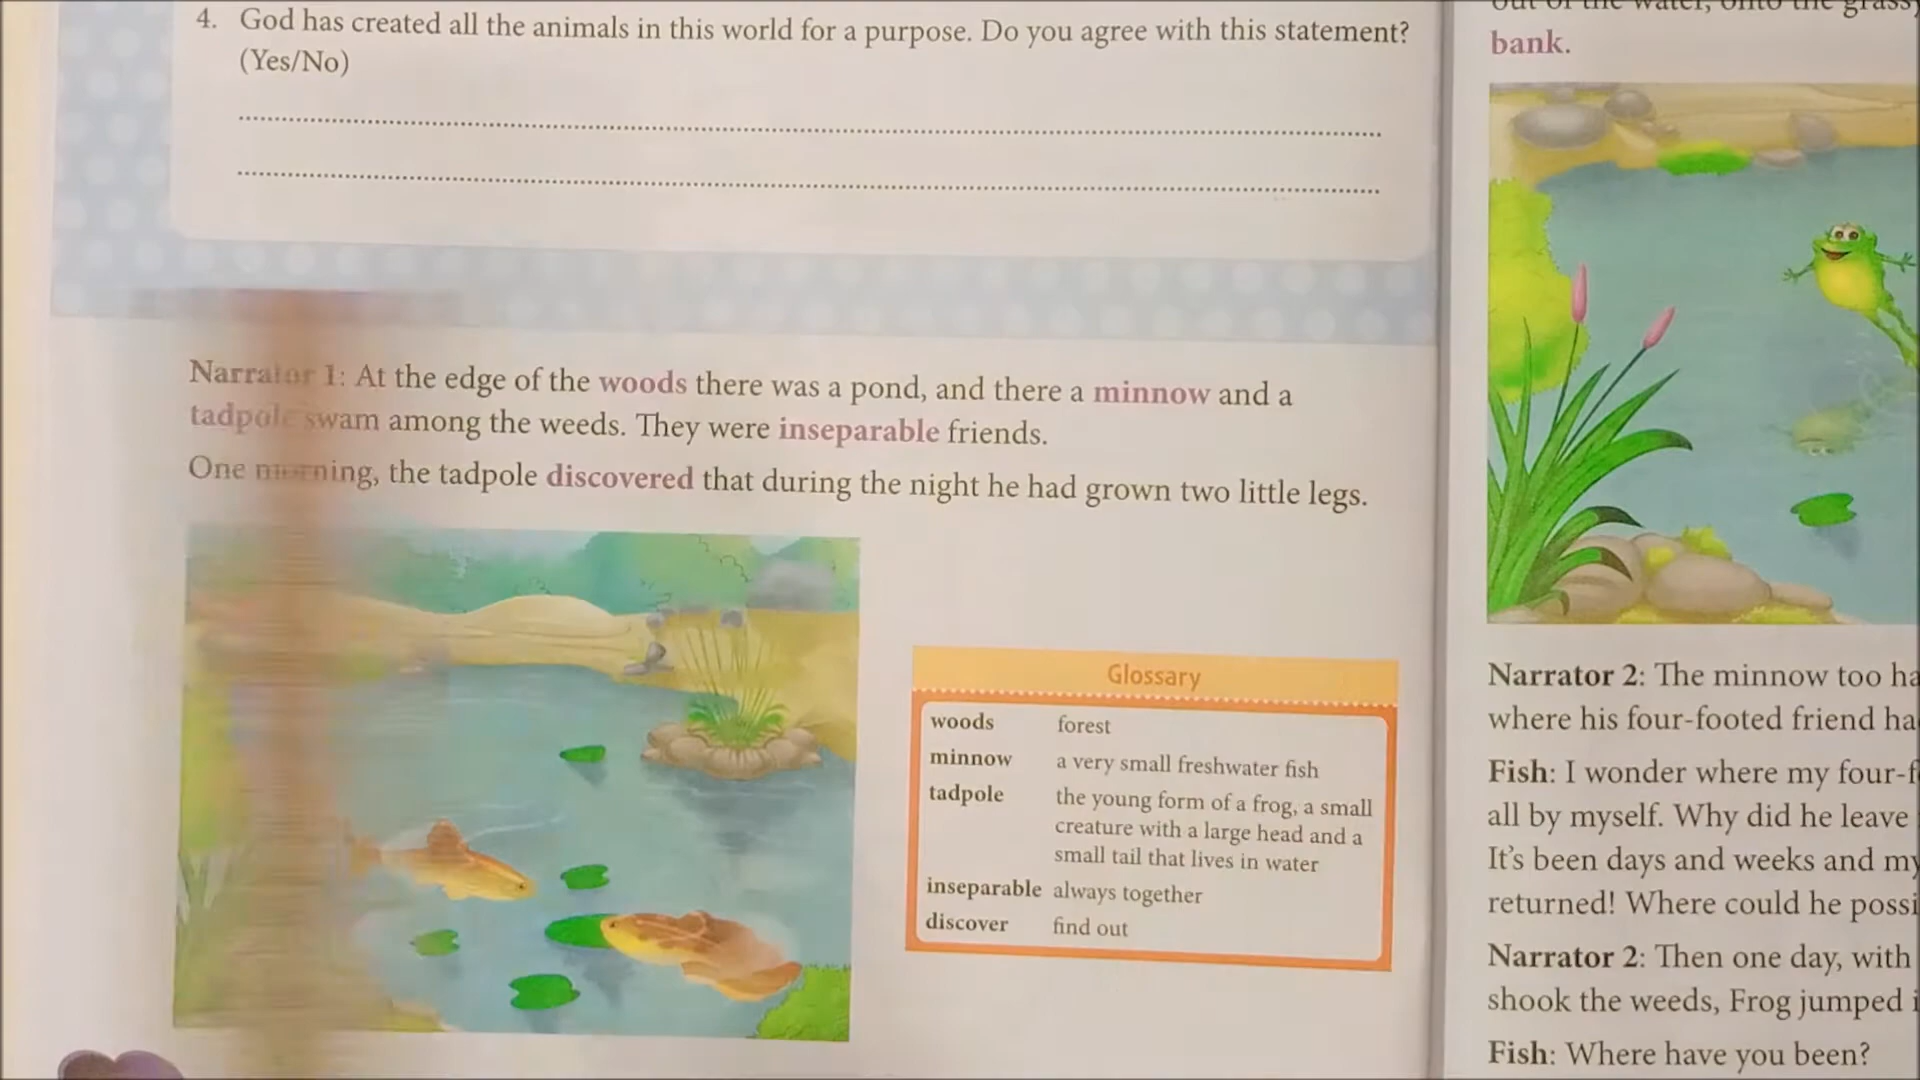 4. God has created all the animals in this world for a purpose. Do you agree with this statement?
(Yes/No)
Narrator 1: At the edge of the woods there was a pond, and there a minnow and a
tadpole swam among the weeds. They were inseparable friends.
One morning, the tadpole discovered that during the night he had grown two little legs.
Glossary
woods forest
minnow a very small freshwater fish
tadpole the young form of a frog, a small
creature with a large head and a
small tail that lives in water
inseparable always together
discover find out
out of the water, onto the grassy
bank.
Narrator 2: The minnow too ha
where his four-footed friend ha
Fish: I wonder where my four-f
all by myself. Why did he leave
It's been days and weeks and my
returned! Where could he possi
Narrator 2: Then one day, with
shook the weeds, Frog jumped i
Fish: Where have you been?